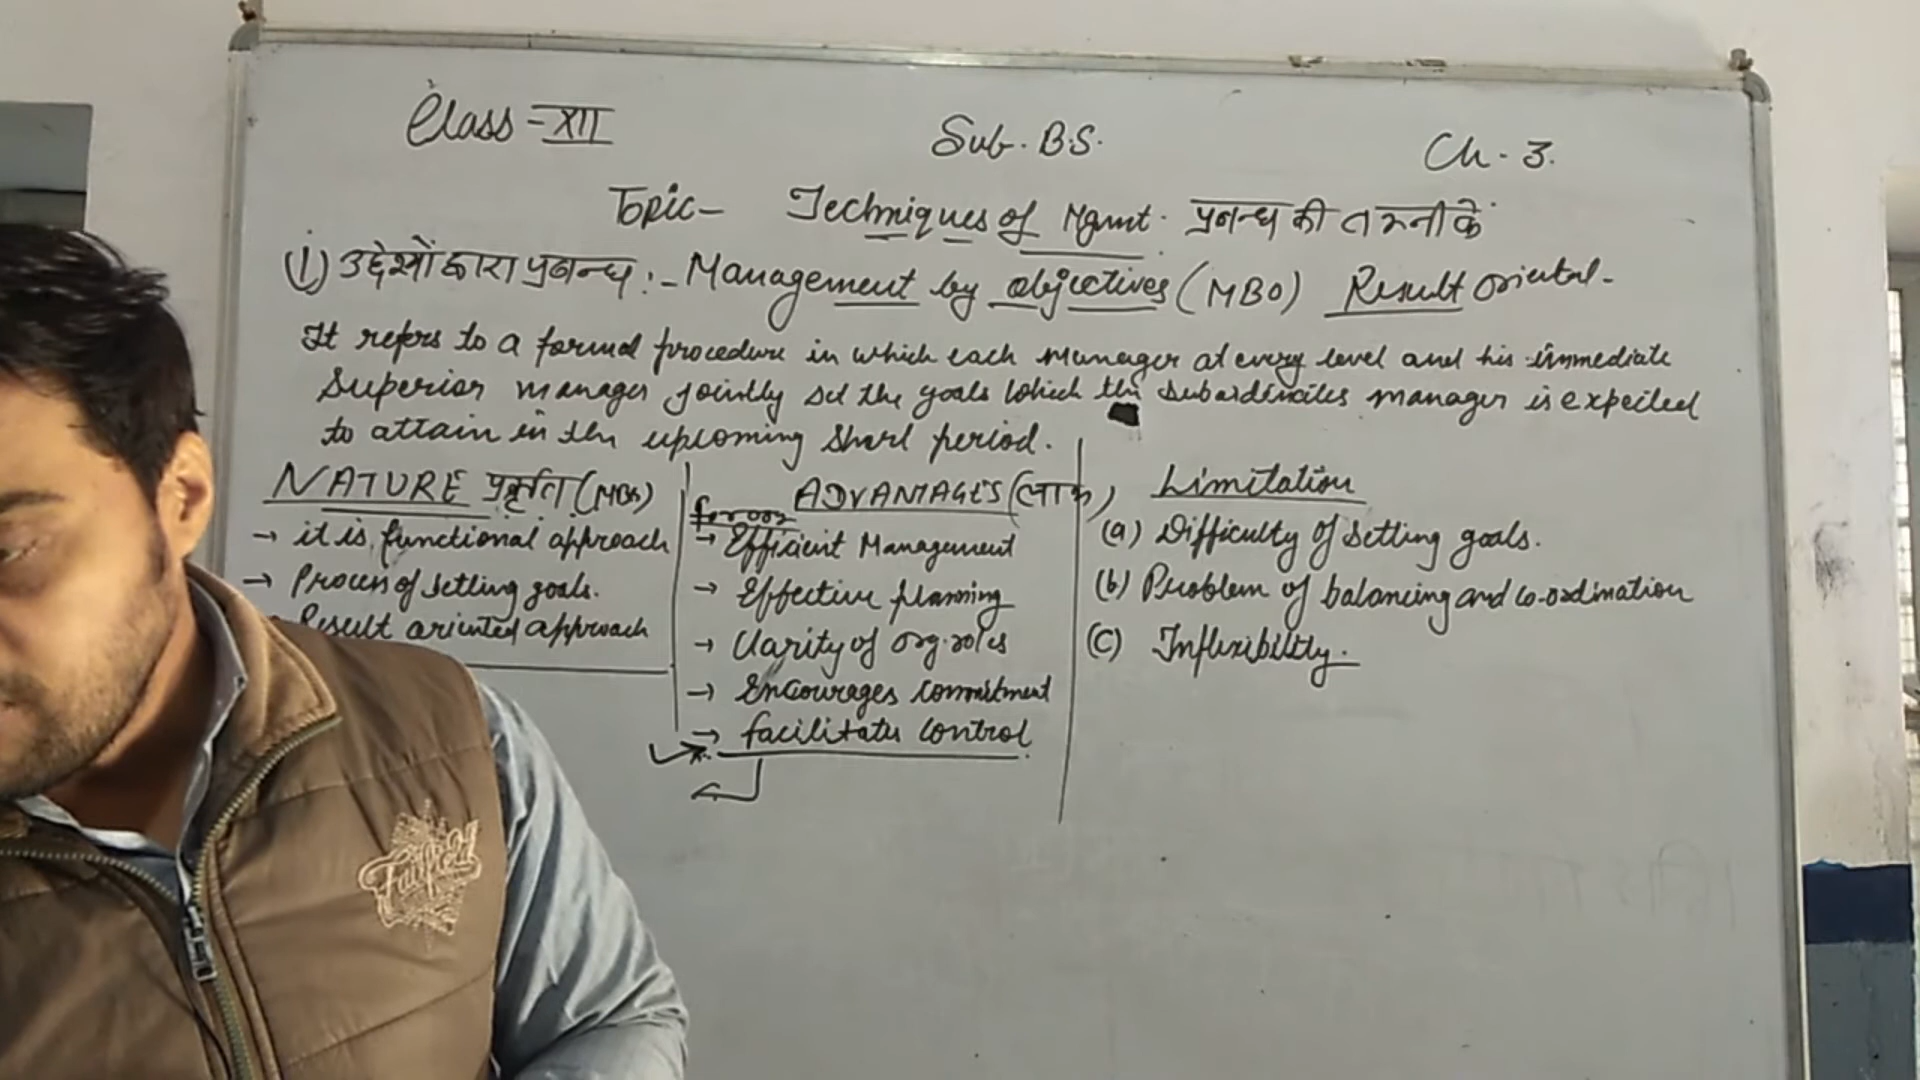 Class - XII
Sub. B.S.
Ch. 3.
Topic- Techniques of Mgmt. प्रबन्ध की तकनीकें
(1) उद्देश्यों द्वारा प्रबन्ध :- Management by objectives (MBO) Result oriental-
It refers to a formal procedure in which each manager at every level and his immediate
Superior manager jointly set the goals which the subardinates manager is expected
to attain in the upcoming short period.
NATURE प्रकृति (MBO)
→ it is functional approach
→ Process of setting goals.
Result oriented approach
ADVANTAGES (लाभ)
→ Efficient Management
→ Effective planning
→ Clarity of org. roles
→ Encourages commitment
→ facilitates control
Limitation
(a) Difficulty of setting goals.
(b) Problem of balancing and co-ordination
(C) Inflexibility.